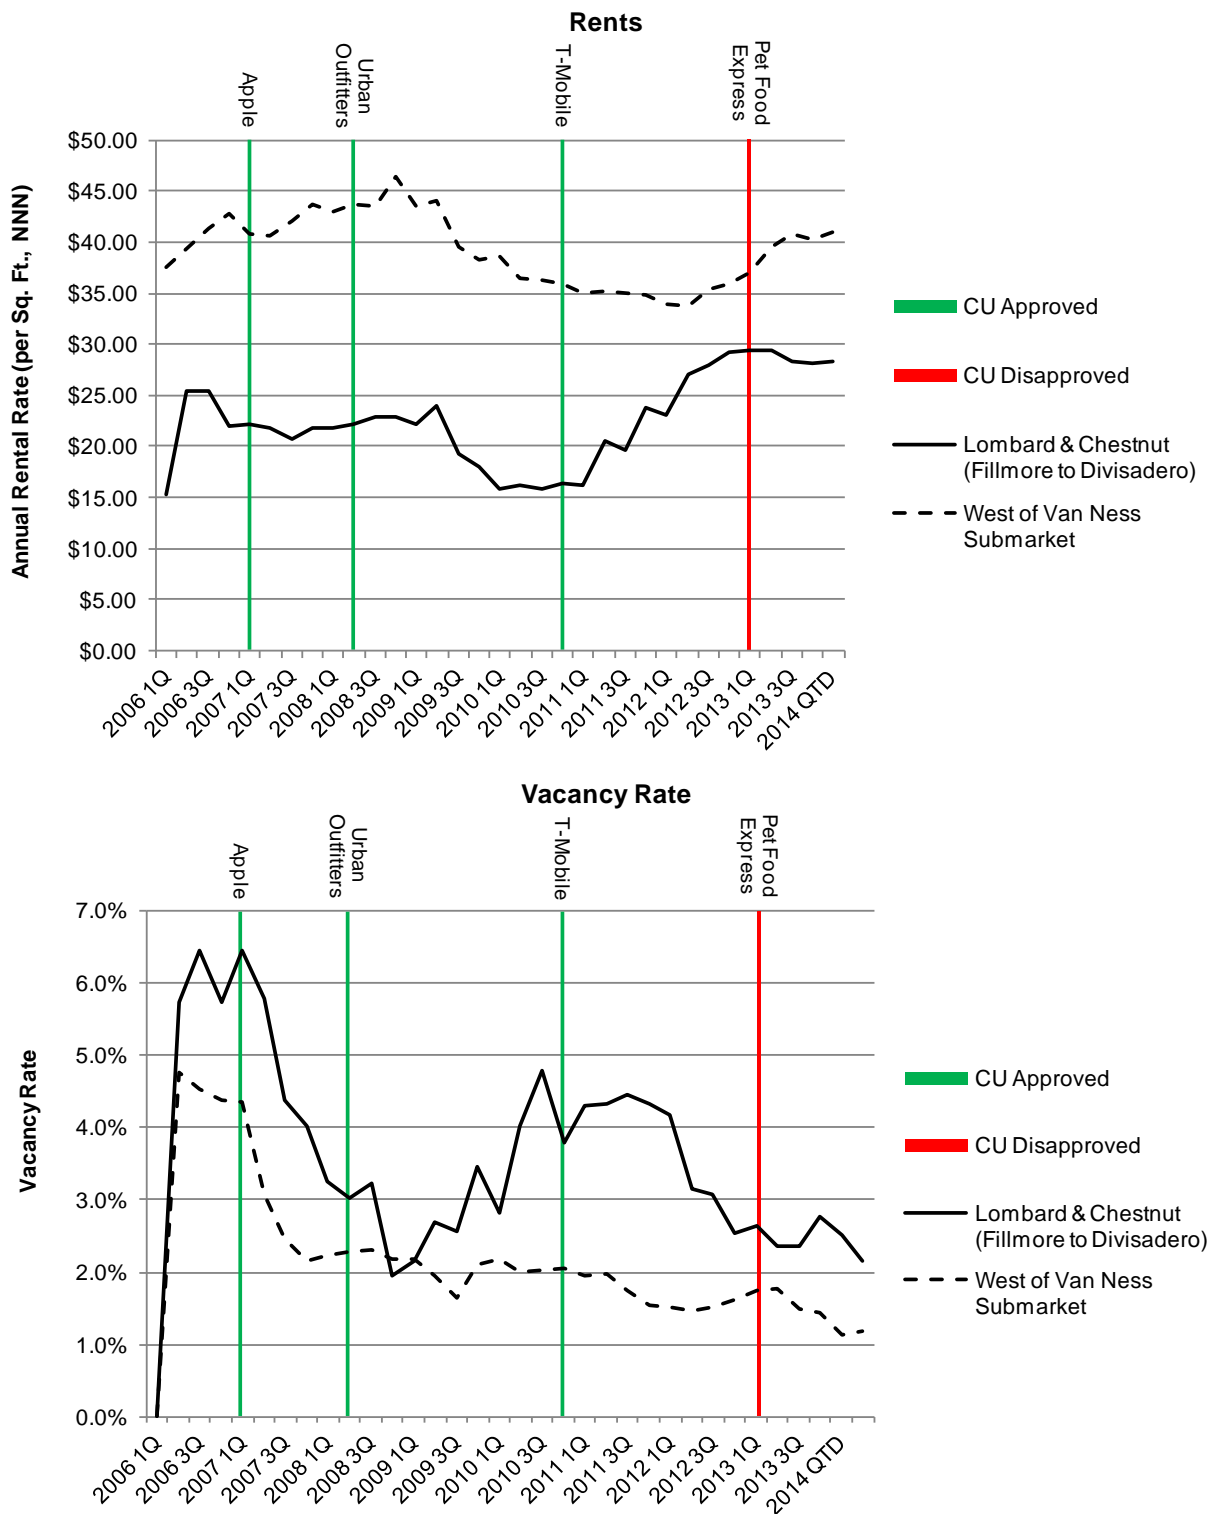 Rents
Apple
Urban
Outfitters
T-Mobile
Pet Food
Express
Annual Rental Rate (per Sq. Ft., NNN)
$50.00
$45.00
$40.00
$35.00
$30.00
$25.00
$20.00
$15.00
$10.00
$5.00
$0.00
2006 1Q
2006 3Q
2007 1Q
2007 3Q
2008 1Q
2008 3Q
2009 1Q
2009 3Q
2010 1Q
2010 3Q
2011 1Q
2011 3Q
2012 1Q
2012 3Q
2013 1Q
2013 3Q
2014 QTD
CU Approved
CU Disapproved
Lombard & Chestnut
(Fillmore to Divisadero)
West of Van Ness
Submarket
Vacancy Rate
Apple
Urban
Outfitters
T-Mobile
Pet Food
Express
Vacancy Rate
7.0%
6.0%
5.0%
4.0%
3.0%
2.0%
1.0%
0.0%
2006 1Q
2006 3Q
2007 1Q
2007 3Q
2008 1Q
2008 3Q
2009 1Q
2009 3Q
2010 1Q
2010 3Q
2011 1Q
2011 3Q
2012 1Q
2012 3Q
2013 1Q
2013 3Q
2014 QTD
CU Approved
CU Disapproved
Lombard & Chestnut
(Fillmore to Divisadero)
West of Van Ness
Submarket